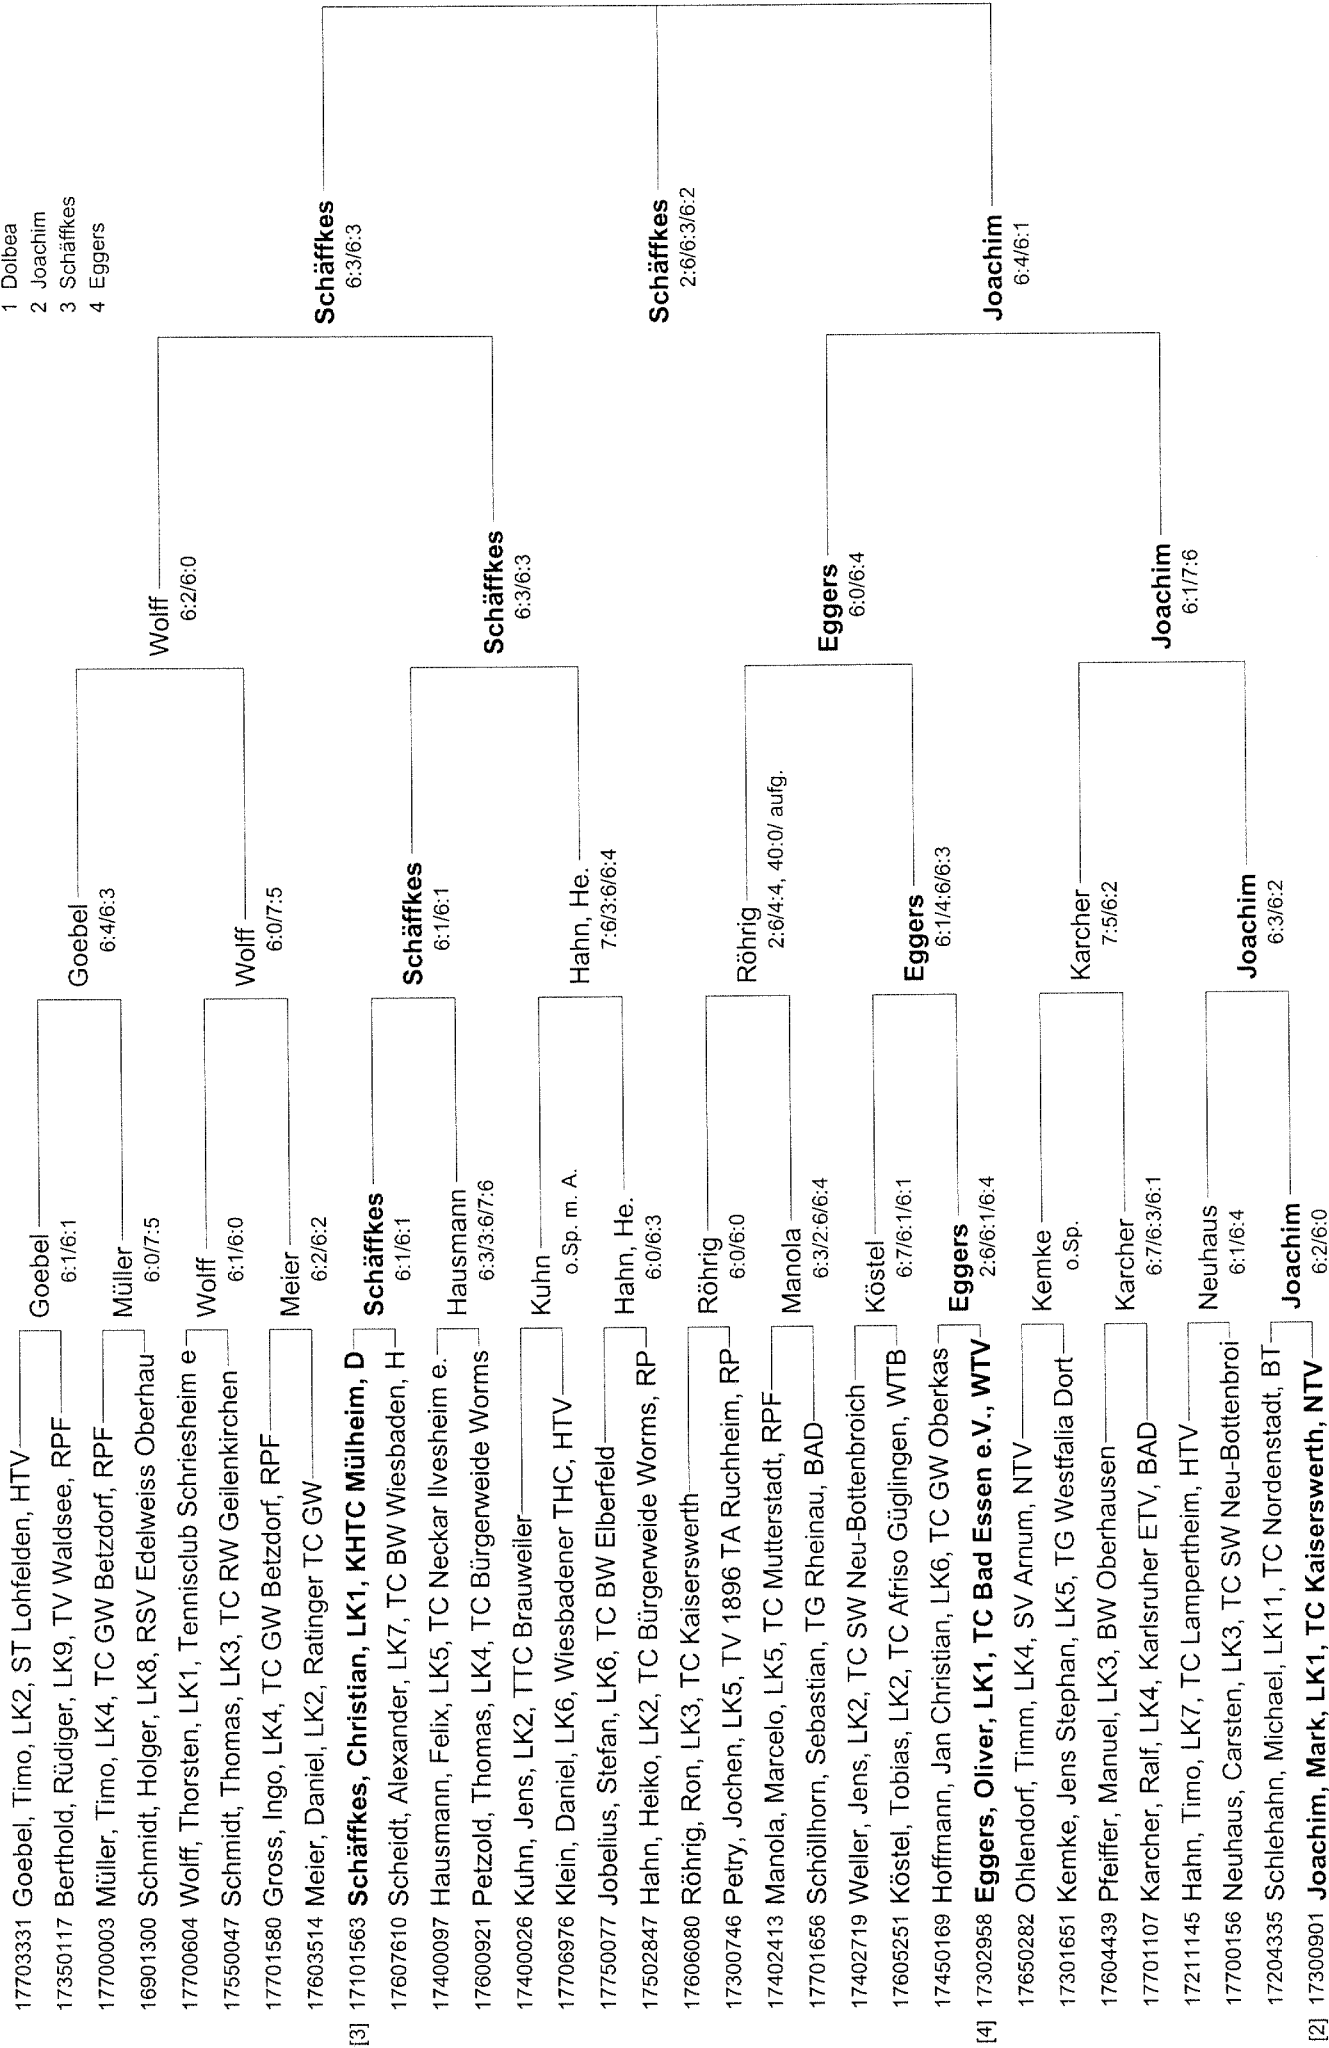 1 Dolbea
2 Joachim
3 Schäffkes
4 Eggers
17703331 Goebel, Timo, LK2, ST Lohfelden, HTV
17350117 Berthold, Rüdiger, LK9, TV Waldsee, RPF
17700003 Müller, Timo, LK4, TC GW Betzdorf, RPF
16901300 Schmidt, Holger, LK8, RSV Edelweiss Oberhau
17700604 Wolff, Thorsten, LK1, Tennisclub Schriesheim e
17550047 Schmidt, Thomas, LK3, TC RW Geilenkirchen
17701580 Gross, Ingo, LK4, TC GW Betzdorf, RPF
17603514 Meier, Daniel, LK2, Ratinger TC GW
[3] 17101563 Schäffkes, Christian, LK1, KHTC Mülheim, D
17607610 Scheidt, Alexander, LK7, TC BW Wiesbaden, H
17400097 Hausmann, Felix, LK5, TC Neckar Ilvesheim e.
17600921 Petzold, Thomas, LK4, TC Bürgerweide Worms
17400026 Kuhn, Jens, LK2, TTC Brauweiler
17706976 Klein, Daniel, LK6, Wiesbadener THC, HTV
17750077 Jobelius, Stefan, LK6, TC BW Elberfeld
17502847 Hahn, Heiko, LK2, TC Bürgerweide Worms, RP
17606080 Röhrig, Ron, LK3, TC Kaiserswerth
17300746 Petry, Jochen, LK5, TV 1896 TA Ruchheim, RP
17402413 Manola, Marcelo, LK5, TC Mutterstadt, RPF
17701656 Schöllhorn, Sebastian, TG Rheinau, BAD
17402719 Weller, Jens, LK2, TC SW Neu-Bottenbroich
17605251 Köstel, Tobias, LK2, TC Afriso Güglingen, WTB
17450169 Hoffmann, Jan Christian, LK6, TC GW Oberkas
[4] 17302958 Eggers, Oliver, LK1, TC Bad Essen e.V., WTV
17650282 Ohlendorf, Timm, LK4, SV Arnum, NTV
17301651 Kemke, Jens Stephan, LK5, TG Westfalia Dort
17604439 Pfeiffer, Manuel, LK3, BW Oberhausen
17701107 Karcher, Ralf, LK4, Karlsruher ETV, BAD
17211145 Hahn, Timo, LK7, TC Lampertheim, HTV
17700156 Neuhaus, Carsten, LK3, TC SW Neu-Bottenbroi
17204335 Schlehahn, Michael, LK11, TC Nordenstadt, BT
[2] 17300901 Joachim, Mark, LK1, TC Kaiserswerth, NTV
Goebel
6:1/6:1
Müller
6:0/7:5
Wolff
6:1/6:0
Meier
6:2/6:2
Schäffkes
6:1/6:1
Hausmann
6:3/3:6/7:6
Kuhn
o.Sp. m. A.
Hahn, He.
6:0/6:3
Röhrig
6:0/6:0
Manola
6:3/2:6/6:4
Köstel
6:7/6:1/6:1
Eggers
2:6/6:1/6:4
Kemke
o.Sp.
Karcher
6:7/6:3/6:1
Neuhaus
6:1/6:4
Joachim
6:2/6:0
Goebel
6:4/6:3
Wolff
6:0/7:5
Schäffkes
6:1/6:1
Hahn, He.
7:6/3:6/6:4
Röhrig
2:6/4:4, 40:0/ aufg.
Eggers
6:1/4:6/6:3
Karcher
7:5/6:2
Joachim
6:3/6:2
Wolff
6:2/6:0
Schäffkes
6:3/6:3
Eggers
6:0/6:4
Joachim
6:1/7:6
Schäffkes
6:3/6:3
Joachim
6:4/6:1
Schäffkes
2:6/6:3/6:2